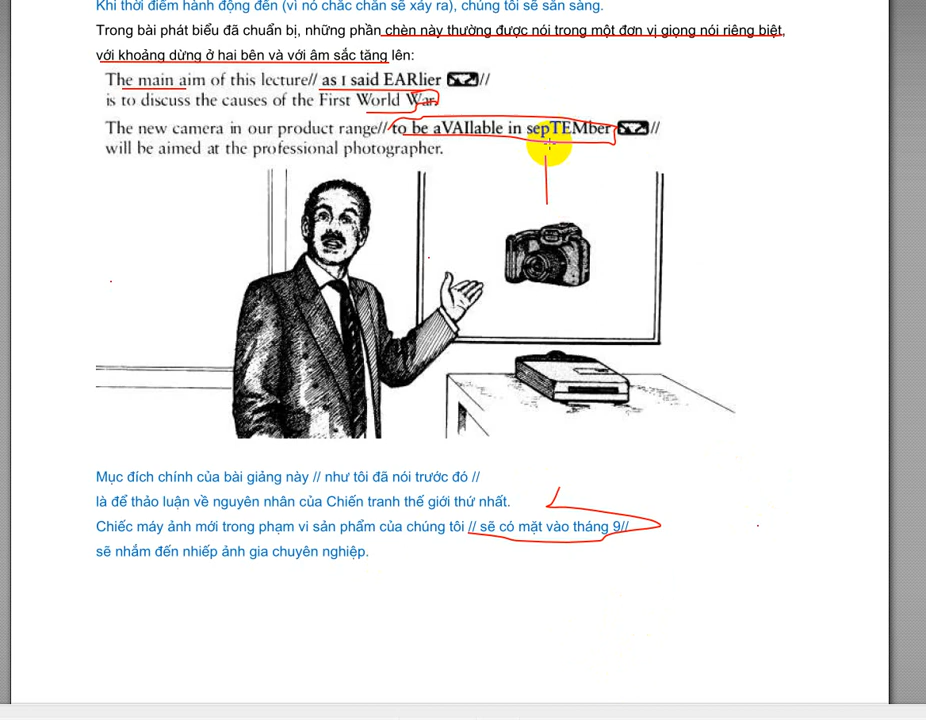 Khi thời điểm hành động đến (vì nó chắc chắn sẽ xảy ra), chúng tôi sẽ sẵn sàng.
Trong bài phát biểu đã chuẩn bị, những phần chèn này thường được nói trong một đơn vị giọng nói riêng biệt,
với khoảng dừng ở hai bên và với âm sắc tăng lên:
The main aim of this lecture// as I said EARlier //
is to discuss the causes of the First World War.
The new camera in our product range// to be aVAIlable in sepTEMber //
will be aimed at the professional photographer.
Mục đích chính của bài giảng này // như tôi đã nói trước đó //
là để thảo luận về nguyên nhân của Chiến tranh thế giới thứ nhất.
Chiếc máy ảnh mới trong phạm vi sản phẩm của chúng tôi // sẽ có mặt vào tháng 9//
sẽ nhắm đến nhiếp ảnh gia chuyên nghiệp.